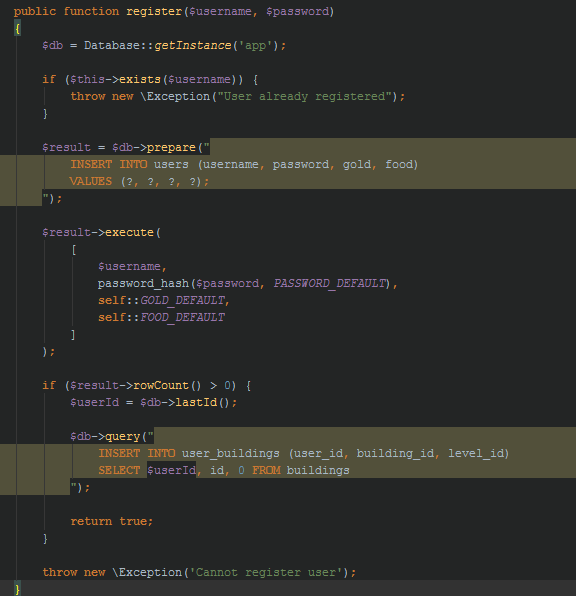 public function register($username, $password)
{
    $db = Database::getInstance('app');

    if ($this->exists($username)) {
        throw new \Exception("User already registered");
    }

    $result = $db->prepare("
        INSERT INTO users (username, password, gold, food)
        VALUES (?, ?, ?, ?);
    ");

    $result->execute(
        [
            $username,
            password_hash($password, PASSWORD_DEFAULT),
            self::GOLD_DEFAULT,
            self::FOOD_DEFAULT
        ]
    );

    if ($result->rowCount() > 0) {
        $userId = $db->lastId();

        $db->query("
            INSERT INTO user_buildings (user_id, building_id, level_id)
            SELECT $userId, id, 0 FROM buildings
        ");

        return true;
    }

    throw new \Exception('Cannot register user');
}